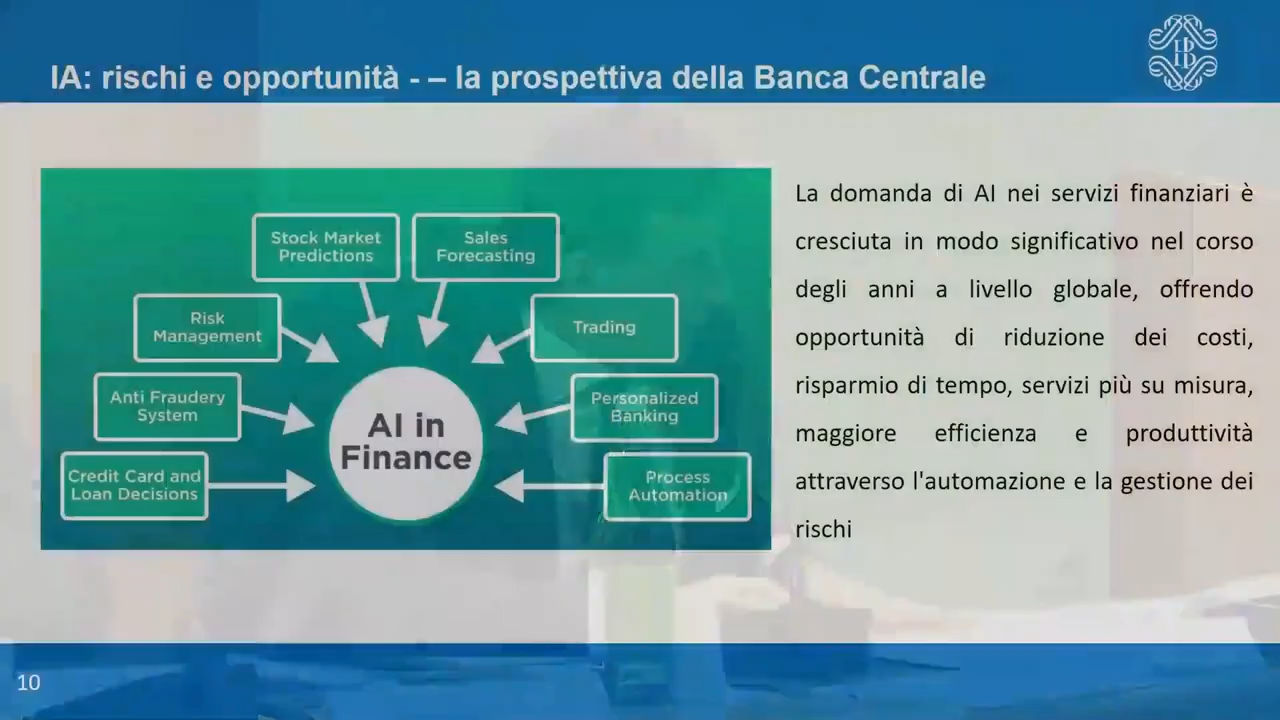 IA: rischi e opportunità - – la prospettiva della Banca Centrale
Stock Market
Predictions
Sales
Forecasting
Risk
Management
Trading
Anti Fraudery
System
Personalized
Banking
Credit Card and
Loan Decisions
Process
Automation
AI in
Finance
La domanda di AI nei servizi finanziari è
cresciuta in modo significativo nel corso
degli anni a livello globale, offrendo
opportunità di riduzione dei costi,
risparmio di tempo, servizi più su misura,
maggiore efficienza e produttività
attraverso l'automazione e la gestione dei
rischi
10